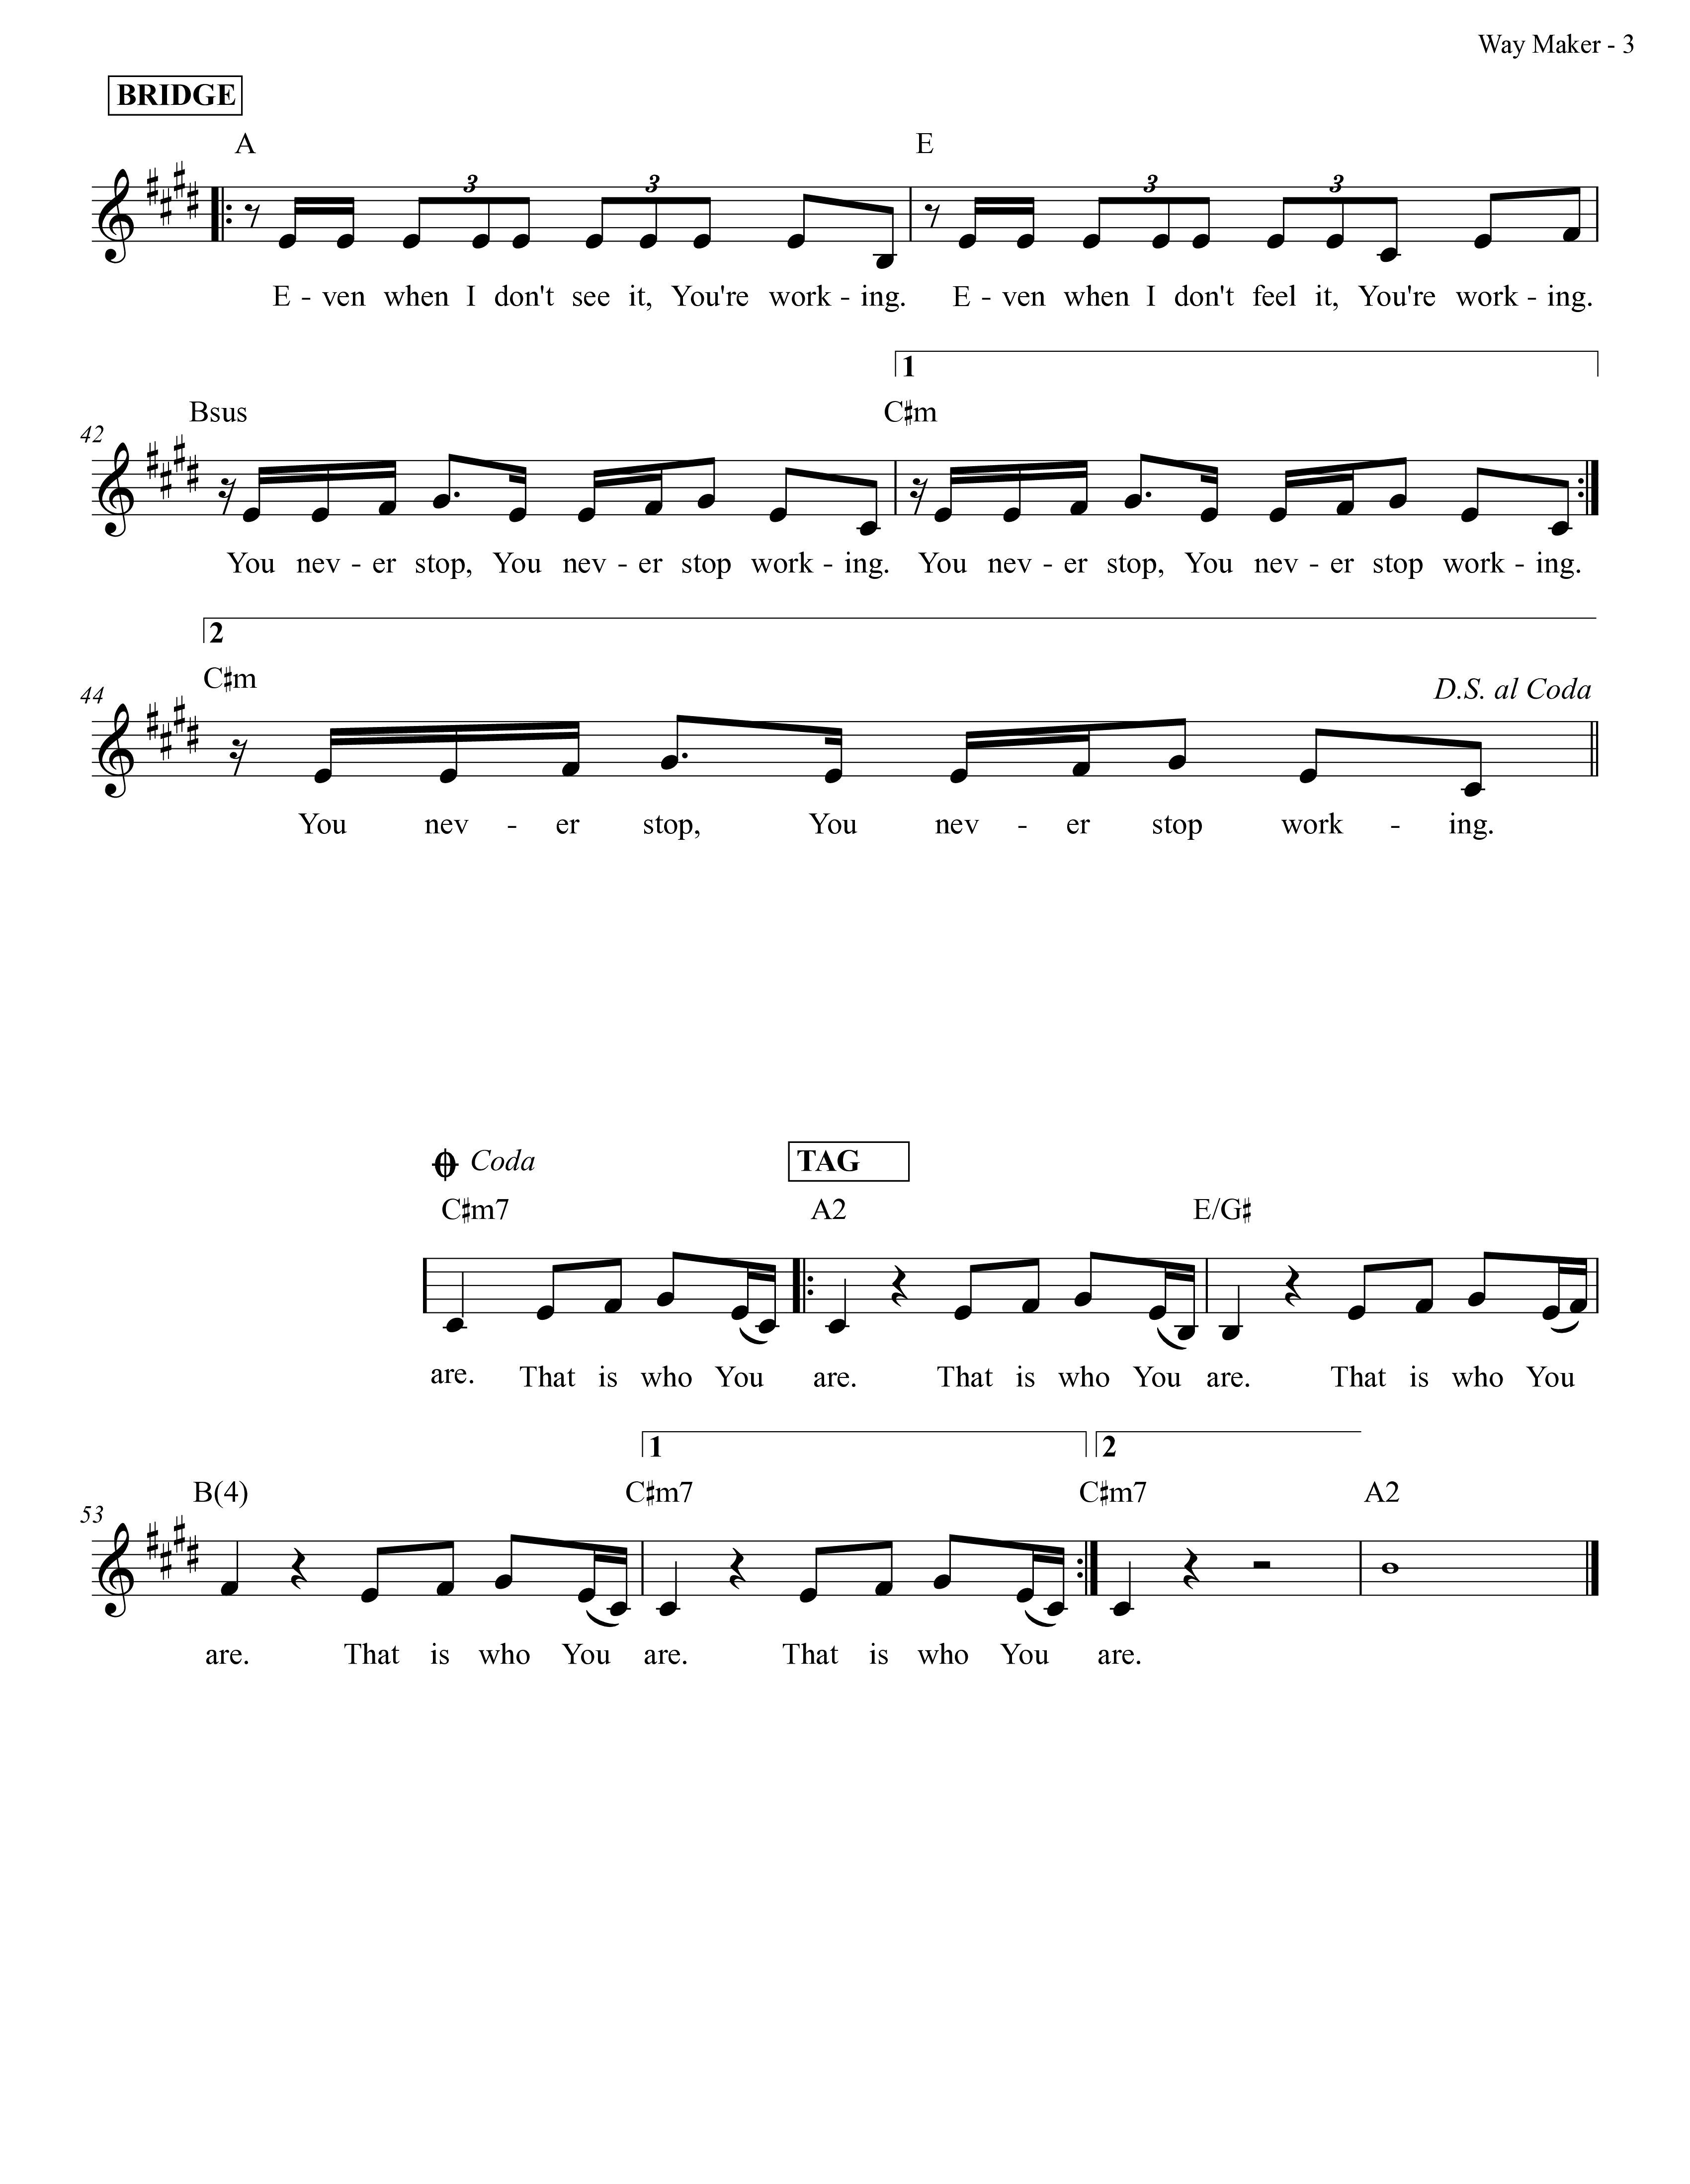 Way Maker - 3
BRIDGE
A E
3 3 3 3
E - ven when I don't see it, You're work - ing. E - ven when I don't feel it, You're work - ing.
1
Bsus C♯m
42
You nev - er stop, You nev - er stop work - ing. You nev - er stop, You nev - er stop work - ing.
2
C♯m
44 D.S. al Coda
You nev - er stop, You nev - er stop work - ing.
Coda TAG
C♯m7 A2 E/G♯
are. That is who You are. That is who You are. That is who You
1 2
B(4) C♯m7 C♯m7 A2
53
are. That is who You are. That is who You are.